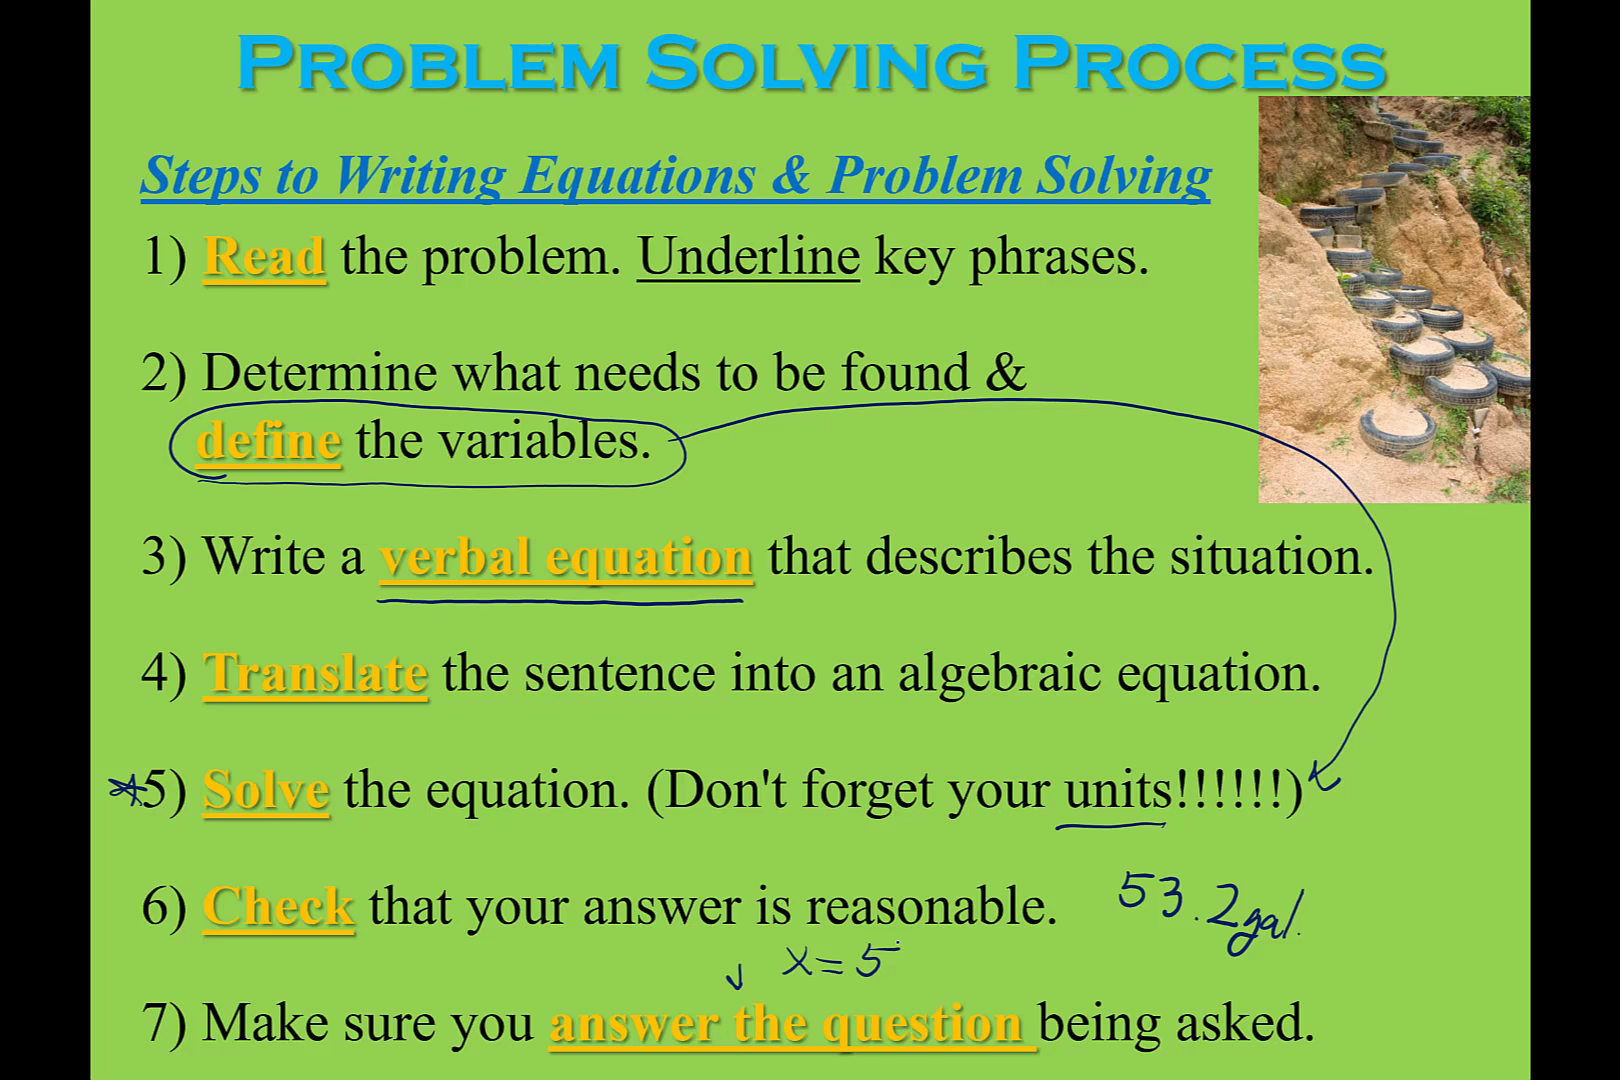 PROBLEM SOLVING PROCESS
Steps to Writing Equations & Problem Solving
1) Read the problem. Underline key phrases.
2) Determine what needs to be found &
define the variables.
3) Write a verbal equation that describes the situation.
4) Translate the sentence into an algebraic equation.
*5) Solve the equation. (Don't forget your units!!!!!!)
6) Check that your answer is reasonable.
53.2gal.
x=5
7) Make sure you answer the question being asked.